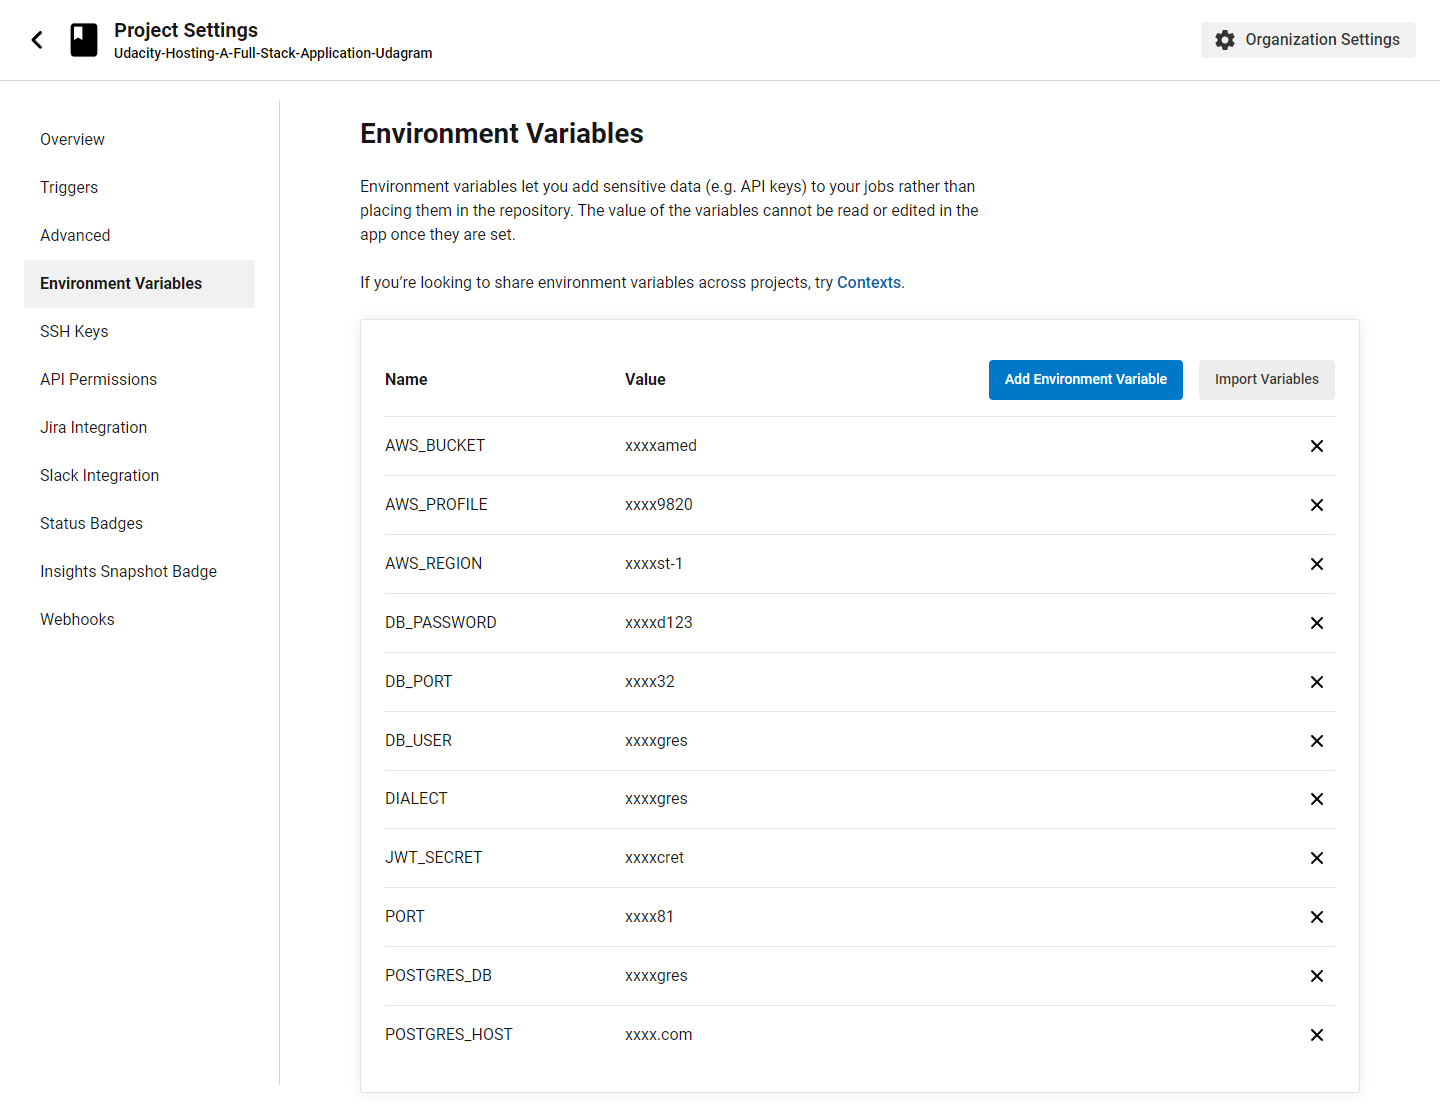 Project Settings
Udacity-Hosting-A-Full-Stack-Application-Udagram
Organization Settings
Overview
Triggers
Advanced
Environment Variables
SSH Keys
API Permissions
Jira Integration
Slack Integration
Status Badges
Insights Snapshot Badge
Webhooks
Environment Variables
Environment variables let you add sensitive data (e.g. API keys) to your jobs rather than
placing them in the repository. The value of the variables cannot be read or edited in the
app once they are set.
If you’re looking to share environment variables across projects, try Contexts.
Name Value Add Environment Variable Import Variables
AWS_BUCKET xxxxamed
AWS_PROFILE xxxx9820
AWS_REGION xxxxst-1
DB_PASSWORD xxxxd123
DB_PORT xxxx32
DB_USER xxxxgres
DIALECT xxxxgres
JWT_SECRET xxxxcret
PORT xxxx81
POSTGRES_DB xxxxgres
POSTGRES_HOST xxxx.com